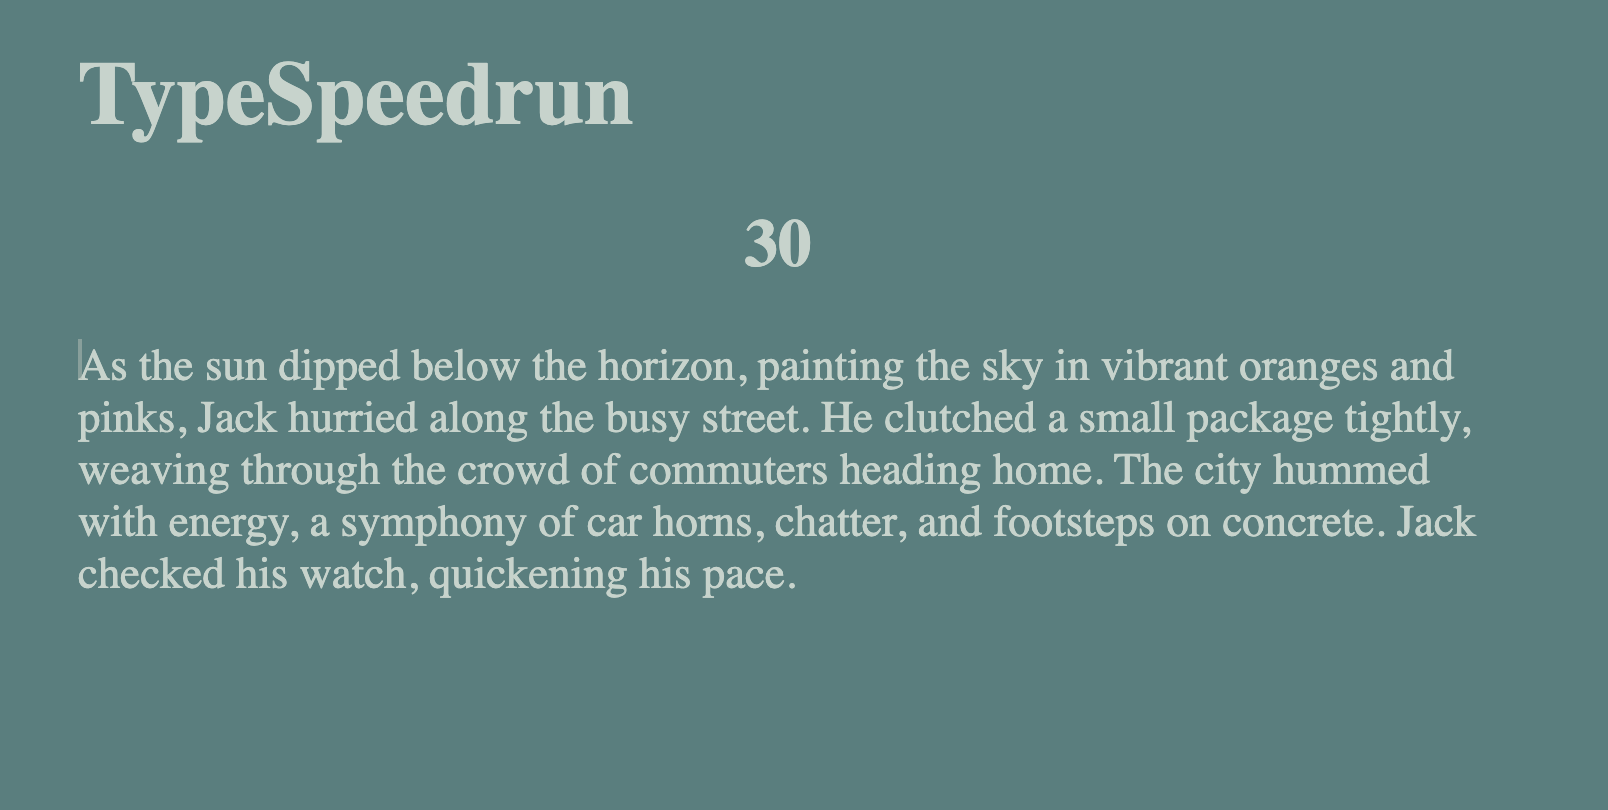 TypeSpeedrun
30
As the sun dipped below the horizon, painting the sky in vibrant oranges and
pinks, Jack hurried along the busy street. He clutched a small package tightly,
weaving through the crowd of commuters heading home. The city hummed
with energy, a symphony of car horns, chatter, and footsteps on concrete. Jack
checked his watch, quickening his pace.